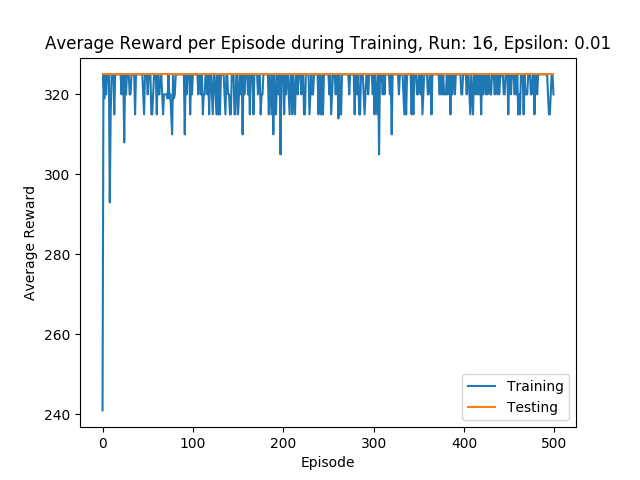 Average Reward per Episode during Training, Run: 16, Epsilon: 0.01
Average Reward
320
300
280
260
240
0 100 200 300 400 500
Episode
Training
Testing